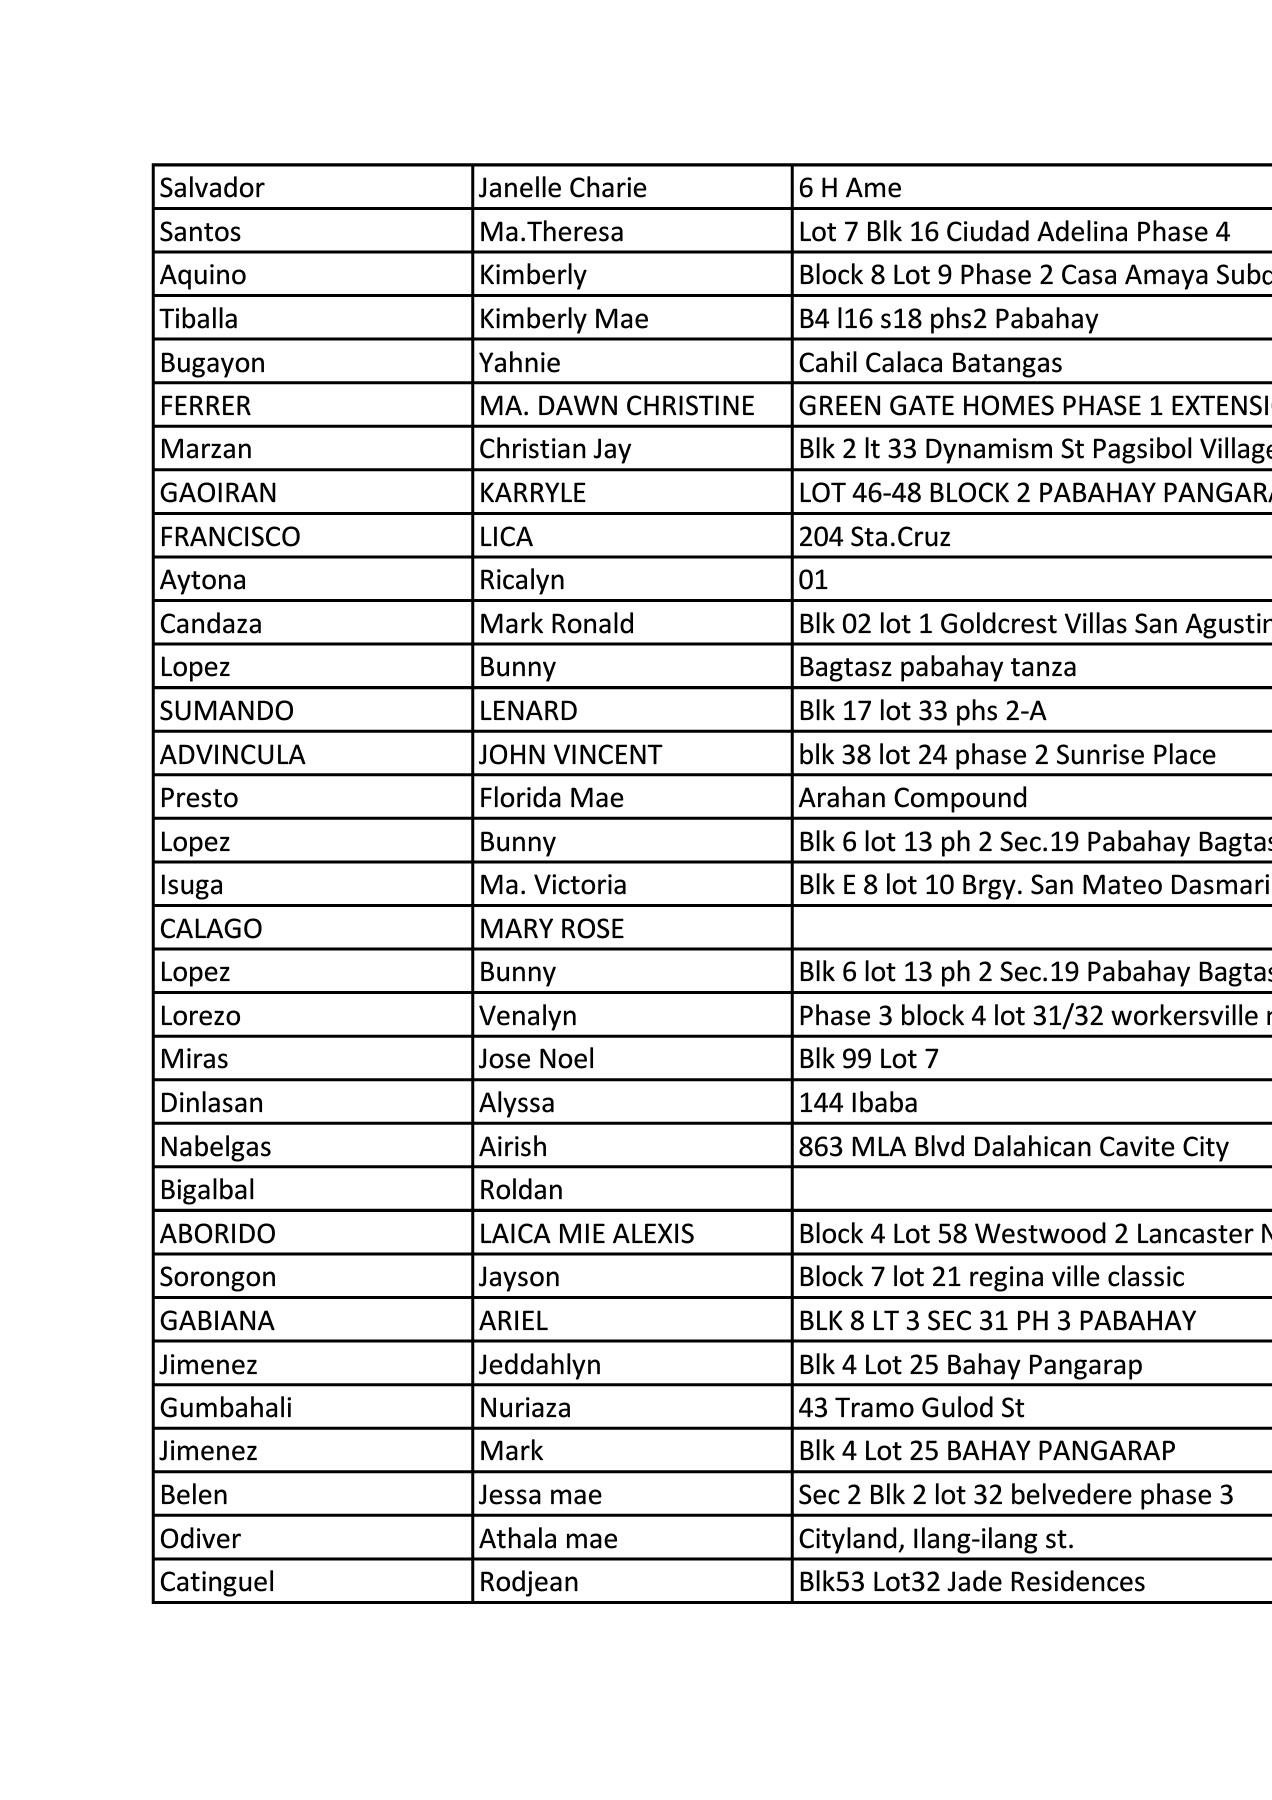 Salvador Janelle Charie 6 H Ame
Santos Ma.Theresa Lot 7 Blk 16 Ciudad Adelina Phase 4
Aquino Kimberly Block 8 Lot 9 Phase 2 Casa Amaya
Tiballa Kimberly Mae B4 l16 s18 phs2 Pabahay
Bugayon Yahnie Cahil Calaca Batangas
FERRER MA. DAWN CHRISTINE GREEN GATE HOMES PHASE 1
Marzan Christian Jay Blk 2 lt 33 Dynamism St Pagsibol Village
GAOIRAN KARRYLE LOT 46-48 BLOCK 2 PABAHAY
FRANCISCO LICA 204 Sta.Cruz
Aytona Ricalyn 01
Candaza Mark Ronald Blk 02 lot 1 Goldcrest Villas San
Lopez Bunny Bagtasz pabahay tanza
SUMANDO LENARD Blk 17 lot 33 phs 2-A
ADVINCULA JOHN VINCENT blk 38 lot 24 phase 2 Sunrise Place
Presto Florida Mae Arahan Compound
Lopez Bunny Blk 6 lot 13 ph 2 Sec.19 Pabahay
Isuga Ma. Victoria Blk E 8 lot 10 Brgy. San Mateo
CALAGO MARY ROSE
Lopez Bunny Blk 6 lot 13 ph 2 Sec.19 Pabahay
Lorezo Venalyn Phase 3 block 4 lot 31/32 workersville
Miras Jose Noel Blk 99 Lot 7
Dinlasan Alyssa 144 Ibaba
Nabelgas Airish 863 MLA Blvd Dalahican Cavite City
Bigalbal Roldan
ABORIDO LAICA MIE ALEXIS Block 4 Lot 58 Westwood 2 Lancaster
Sorongon Jayson Block 7 lot 21 regina ville classic
GABIANA ARIEL BLK 8 LT 3 SEC 31 PH 3 PABAHAY
Jimenez Jeddahlyn Blk 4 Lot 25 Bahay Pangarap
Gumbahali Nuriaza 43 Tramo Gulod St
Jimenez Mark Blk 4 Lot 25 BAHAY PANGARAP
Belen Jessa mae Sec 2 Blk 2 lot 32 belvedere phase 3
Odiver Athala mae Cityland, Ilang-ilang st.
Catinguel Rodjean Blk53 Lot32 Jade Residences